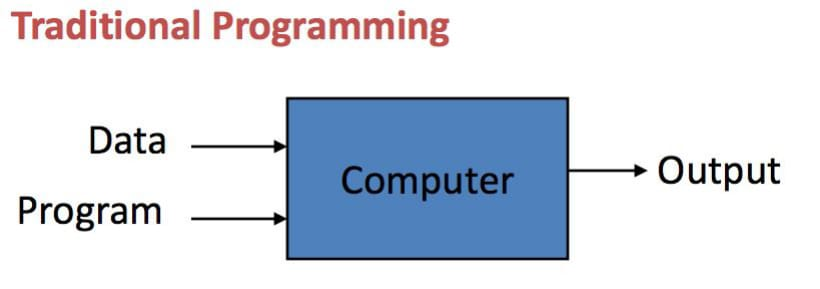 Traditional Programming
Data
Program
Computer
Output